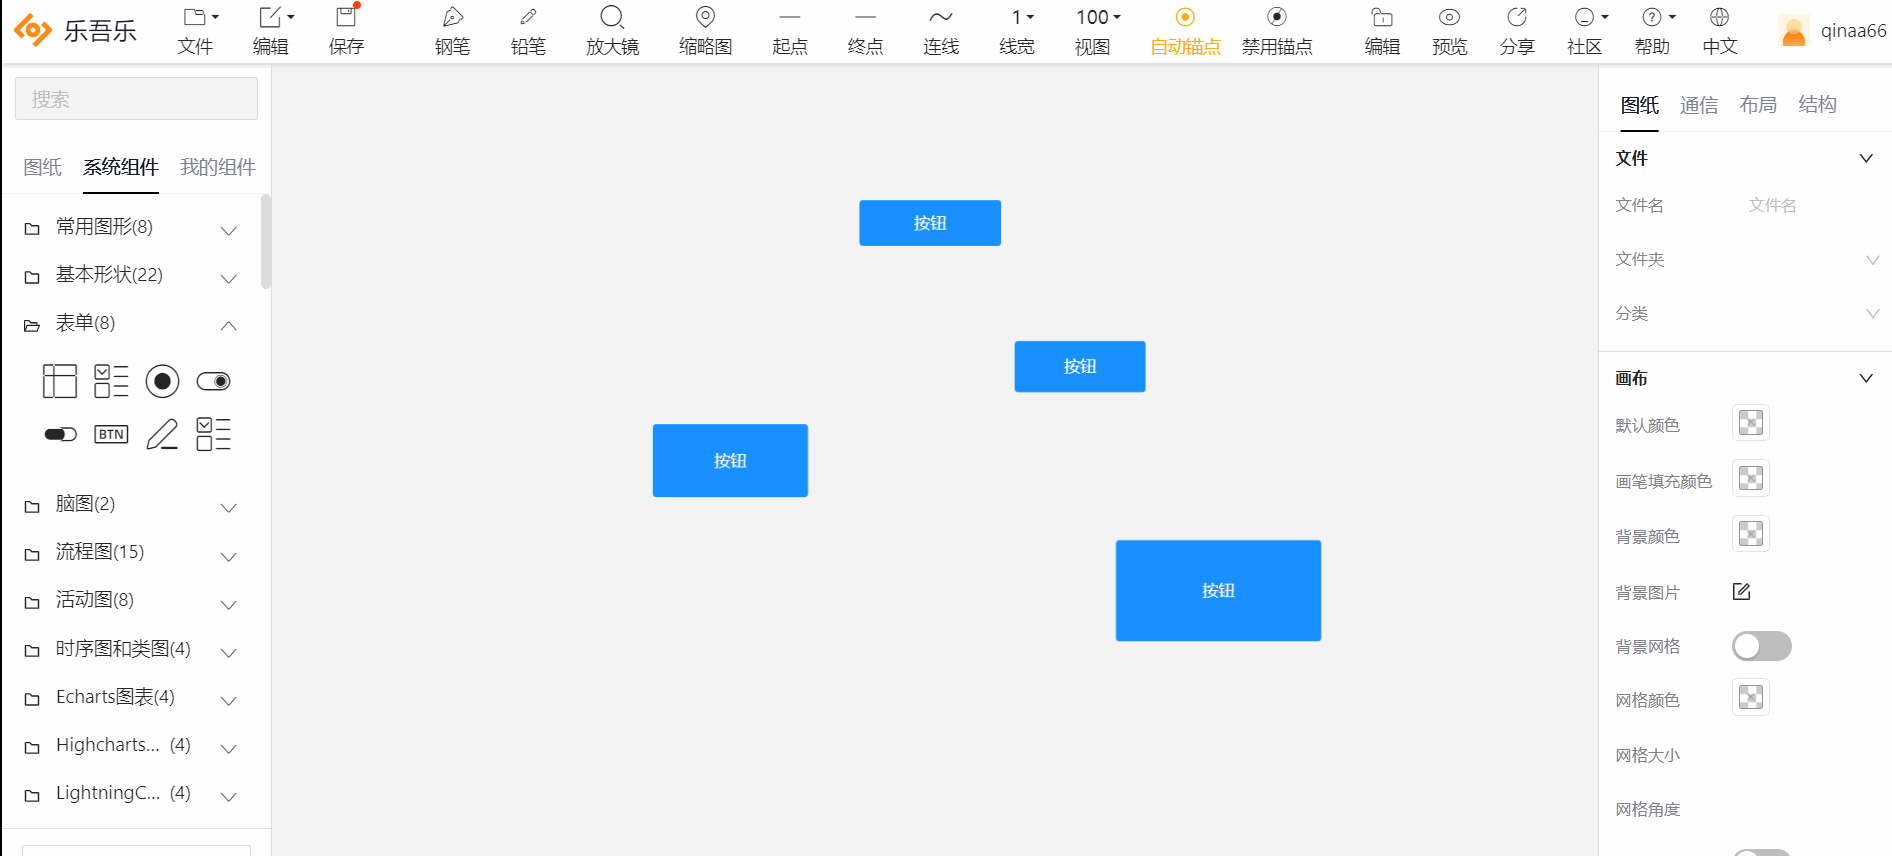 乐吾乐
文件
编辑
保存
钢笔
铅笔
放大镜
缩略图
起点
终点
连线
1
线宽
100
视图
自动锚点
禁用锚点
编辑
预览
分享
社区
帮助
中文
qinaa66
搜索
图纸
系统组件
我的组件
常用图形(8)
基本形状(22)
表单(8)
BTN
脑图(2)
流程图(15)
活动图(8)
时序图和类图(4)
Echarts图表(4)
Highcharts... (4)
LightningC... (4)
按钮
按钮
按钮
按钮
图纸
通信
布局
结构
文件
文件名
文件名
文件夹
分类
画布
默认颜色
画笔填充颜色
背景颜色
背景图片
背景网格
网格颜色
网格大小
网格角度